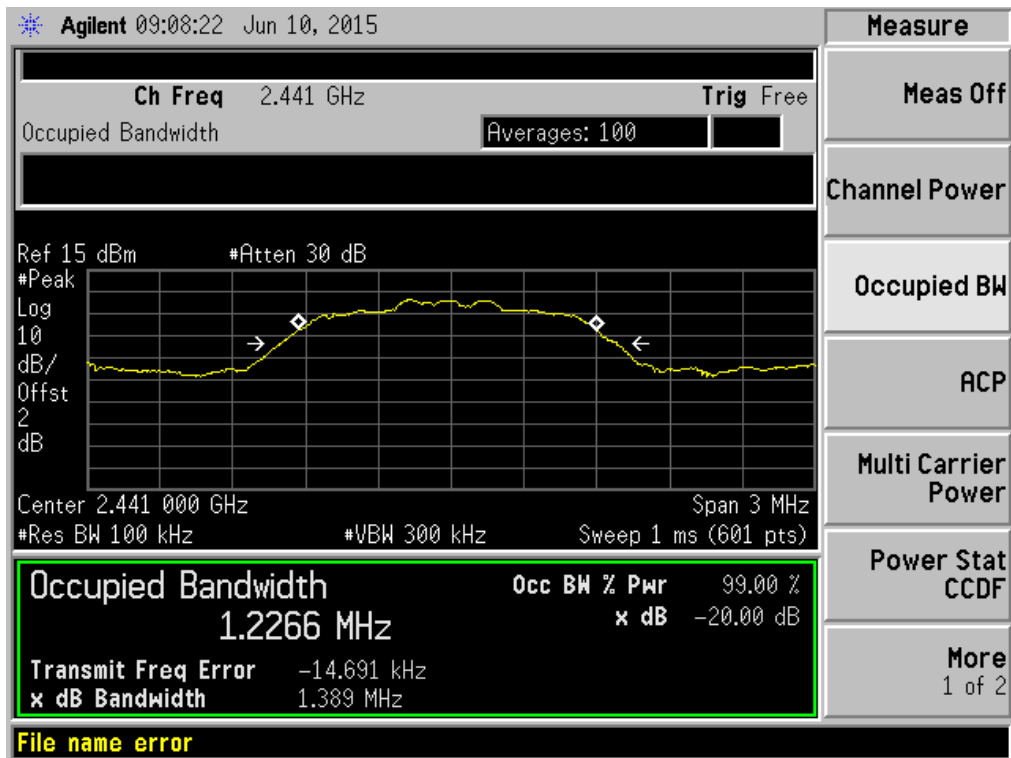 Agilent 09:08:22 Jun 10, 2015
Measure
Ch Freq 2.441 GHz Trig Free
Meas Off
Occupied Bandwidth Averages: 100
Channel Power
Ref 15 dBm #Atten 30 dB
#Peak
Log
10
dB/
Offst
2
dB
Occupied BW
ACP
Center 2.441 000 GHz Span 3 MHz
#Res BW 100 kHz #VBW 300 kHz Sweep 1 ms (601 pts)
Multi Carrier
Power
Occupied Bandwidth Occ BW % Pwr 99.00 %
1.2266 MHz x dB -20.00 dB
Transmit Freq Error -14.691 kHz
x dB Bandwidth 1.389 MHz
Power Stat
CCDF
More
1 of 2
File name error